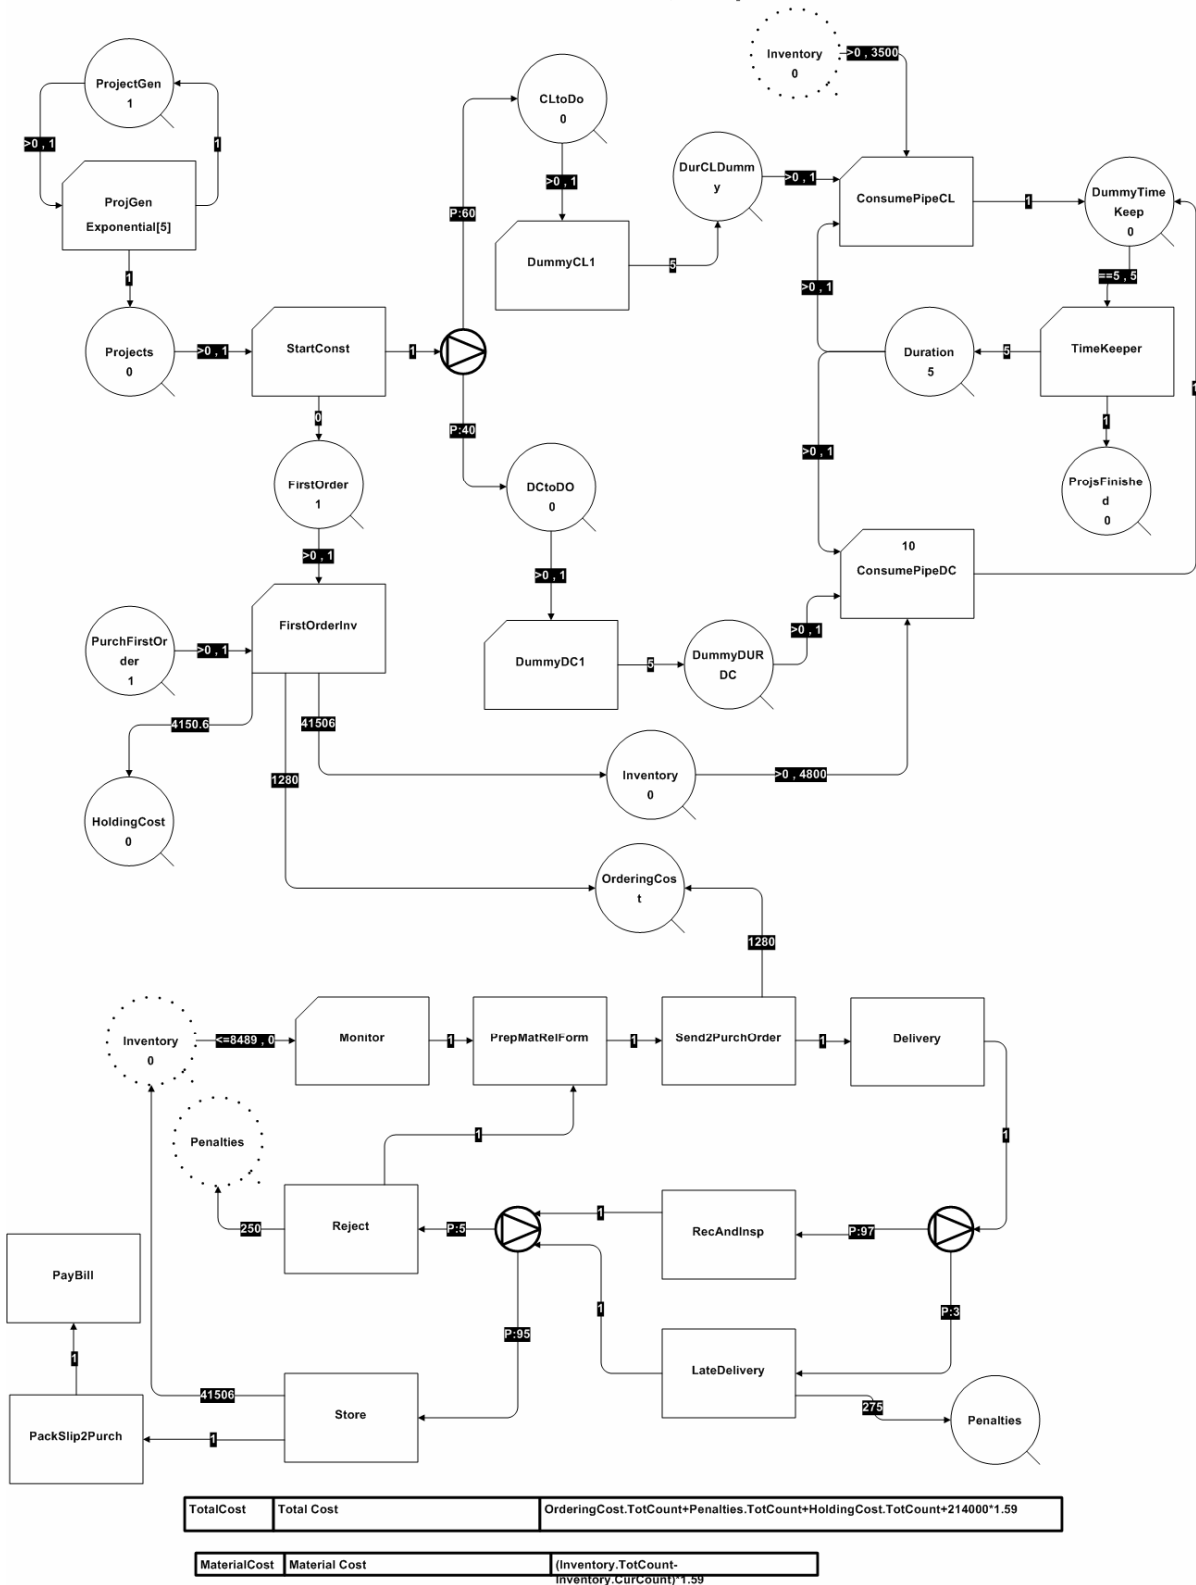 Inventory
0
>0 , 3500
ProjectGen
1
CLtoDo
0
>0 , 1
1
ProjGen
Exponential[5]
DurCLDumm
y
>0 , 1
ConsumePipeCL
1
DummyTime
Keep
0
>0 , 1
P:60
DummyCL1
5
1
==5 , 5
>0 , 1
Projects
0
>0 , 1
StartConst
1
Duration
5
5
TimeKeeper
1
0
P:40
1
>0 , 1
FirstOrder
1
DCtoDO
0
ProjsFinishe
d
0
>0 , 1
10
ConsumePipeDC
>0 , 1
PurchFirstOr
der
1
>0 , 1
FirstOrderInv
DummyDC1
5
DummyDUR
DC
>0 , 1
4150.6
41506
1280
HoldingCost
0
Inventory
0
>0 , 4800
OrderingCos
t
1280
Inventory
0
<=8489 , 0
Monitor
1
PrepMatRelForm
1
Send2PurchOrder
1
Delivery
Penalties
1
1
250
Reject
P:5
1
RecAndInsp
P:97
PayBill
P:3
1
P:95
1
LateDelivery
275
Penalties
41506
Store
PackSlip2Purch
1
TotalCost Total Cost OrderingCost.TotCount+Penalties.TotCount+HoldingCost.TotCount+214000*1.59
MaterialCost Material Cost (Inventory.TotCount-
Inventory.CurCount)*1.59